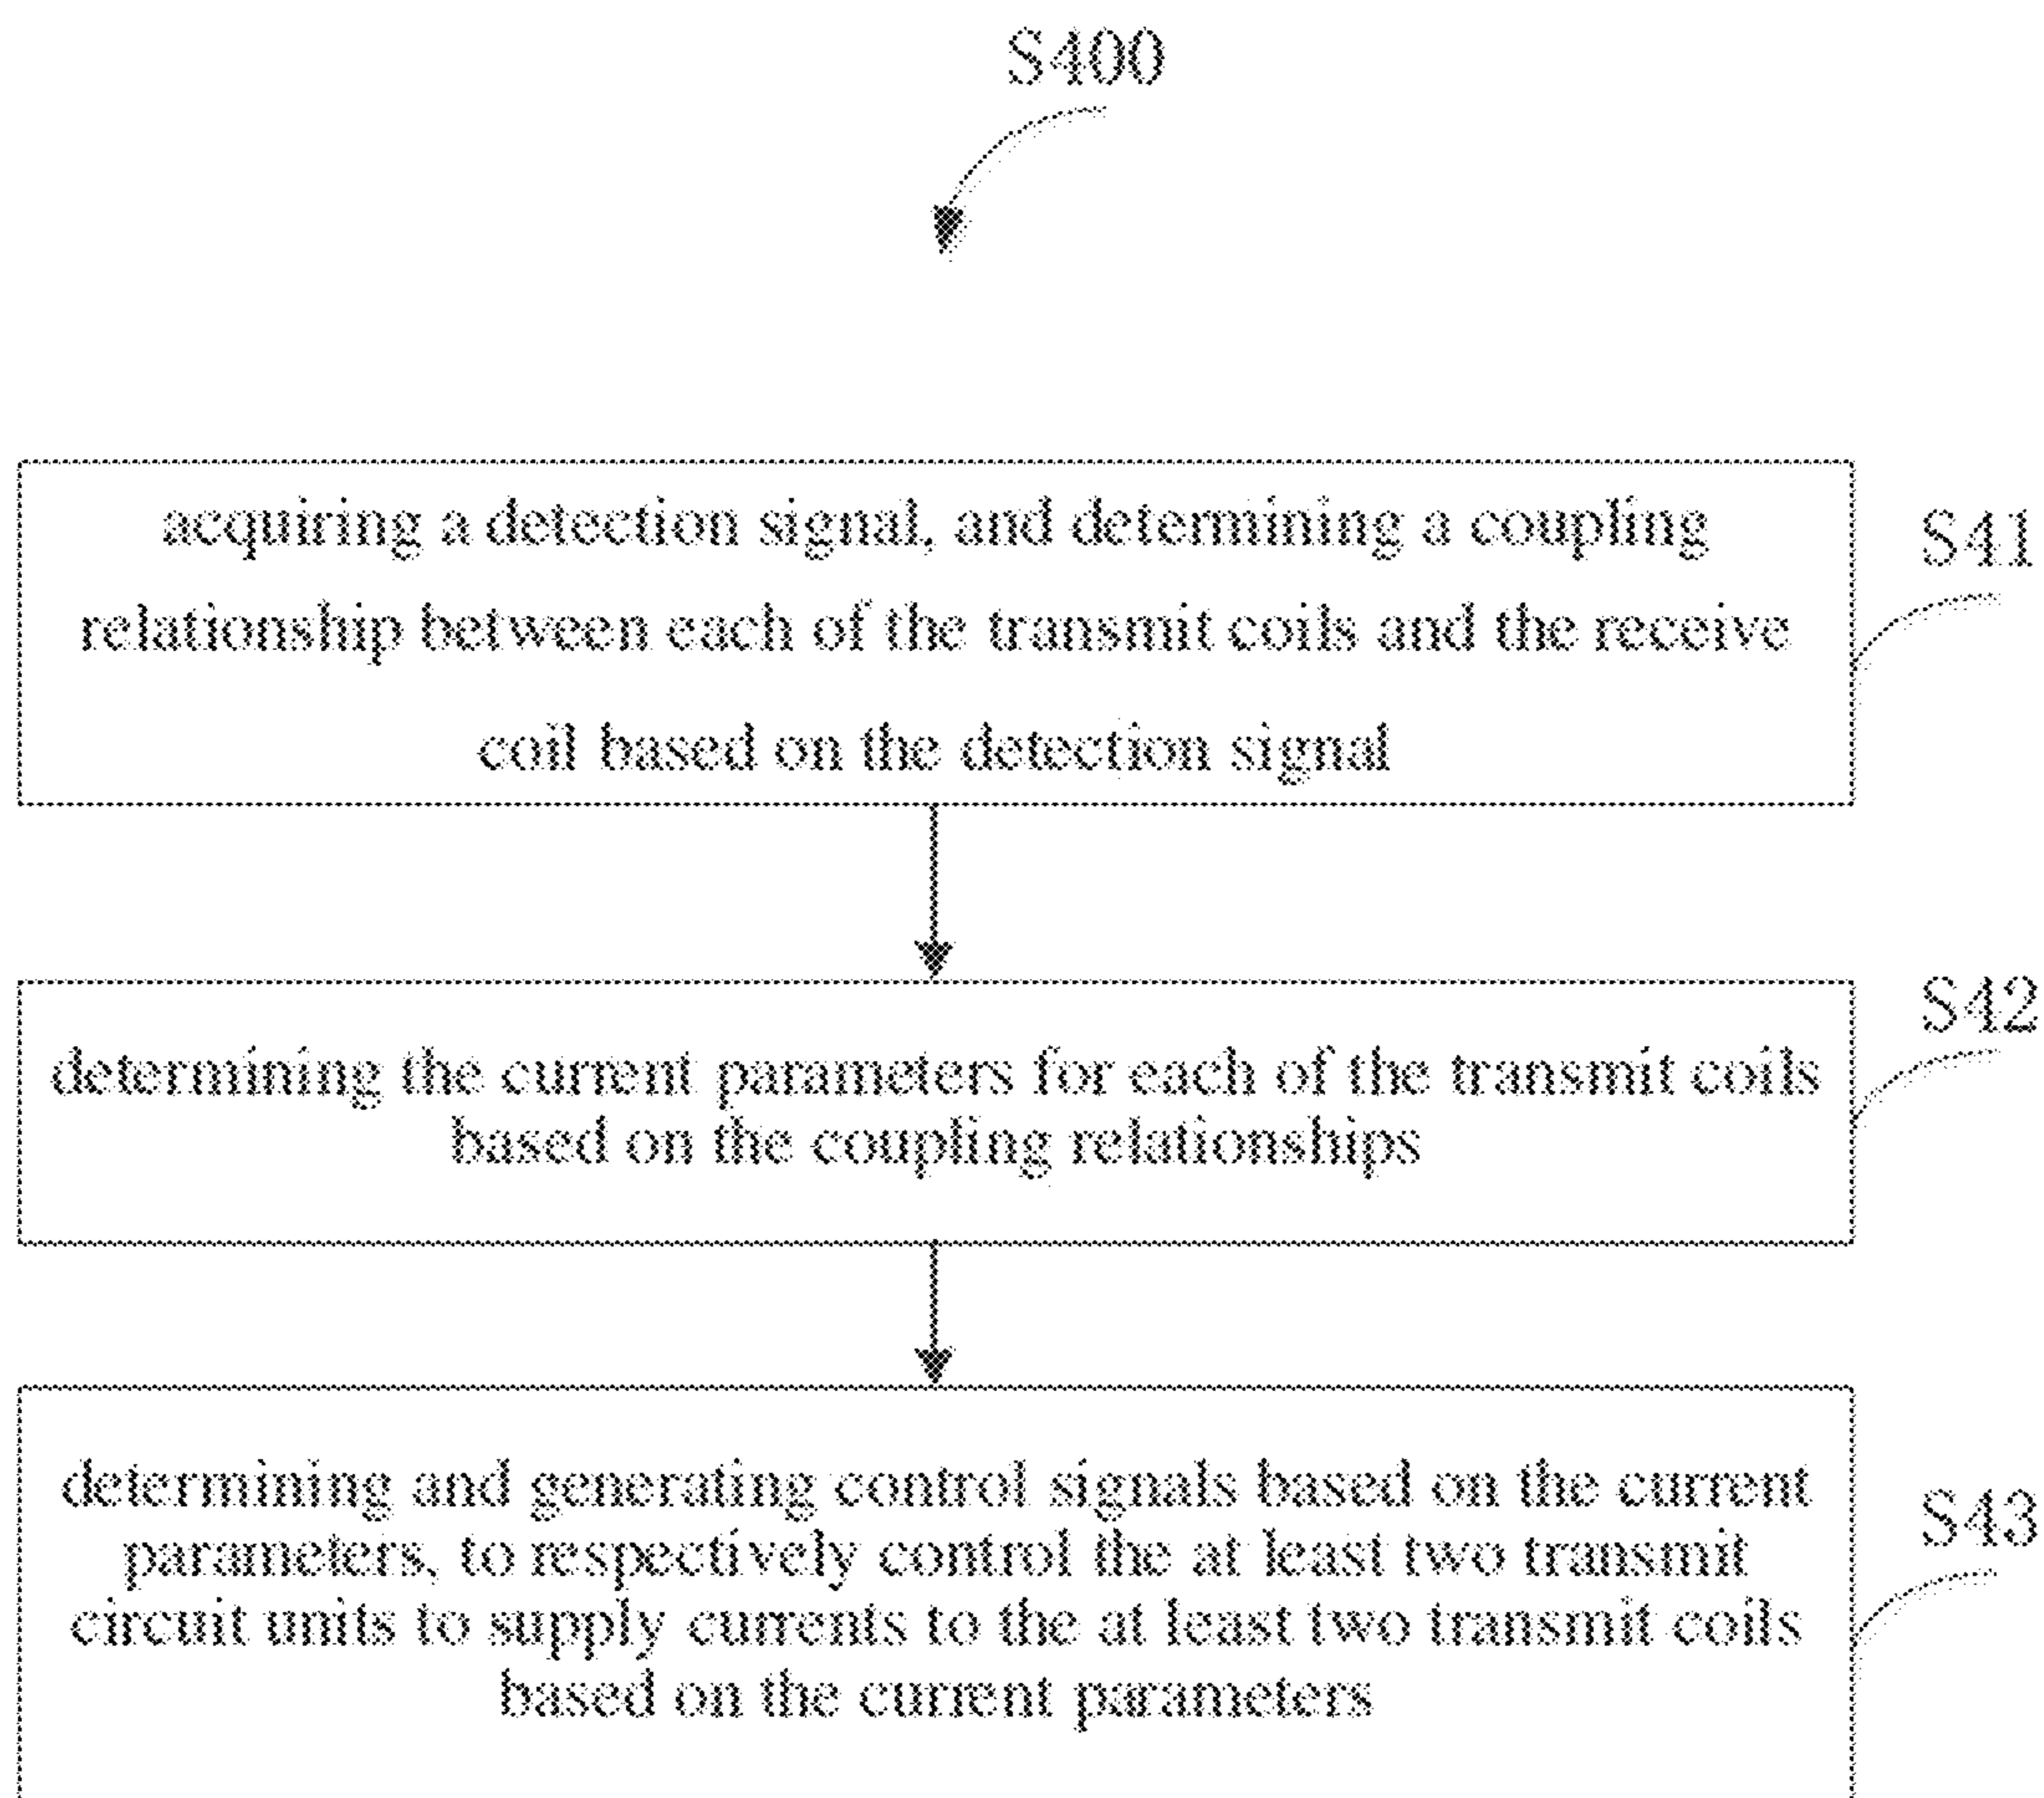 S400
acquiring a detection signal, and determining a coupling
S41
relationship between each of the transmit coils and the receive
coil based on the detection signal
S42
determining the current parameters for each of the transmit coils
based on the coupling relationships
determining and generating control signals based on the current
S43
parameters, to respectively control the at least two transmit
circuit units to supply currents to the at least two transmit coils
based on the current parameters